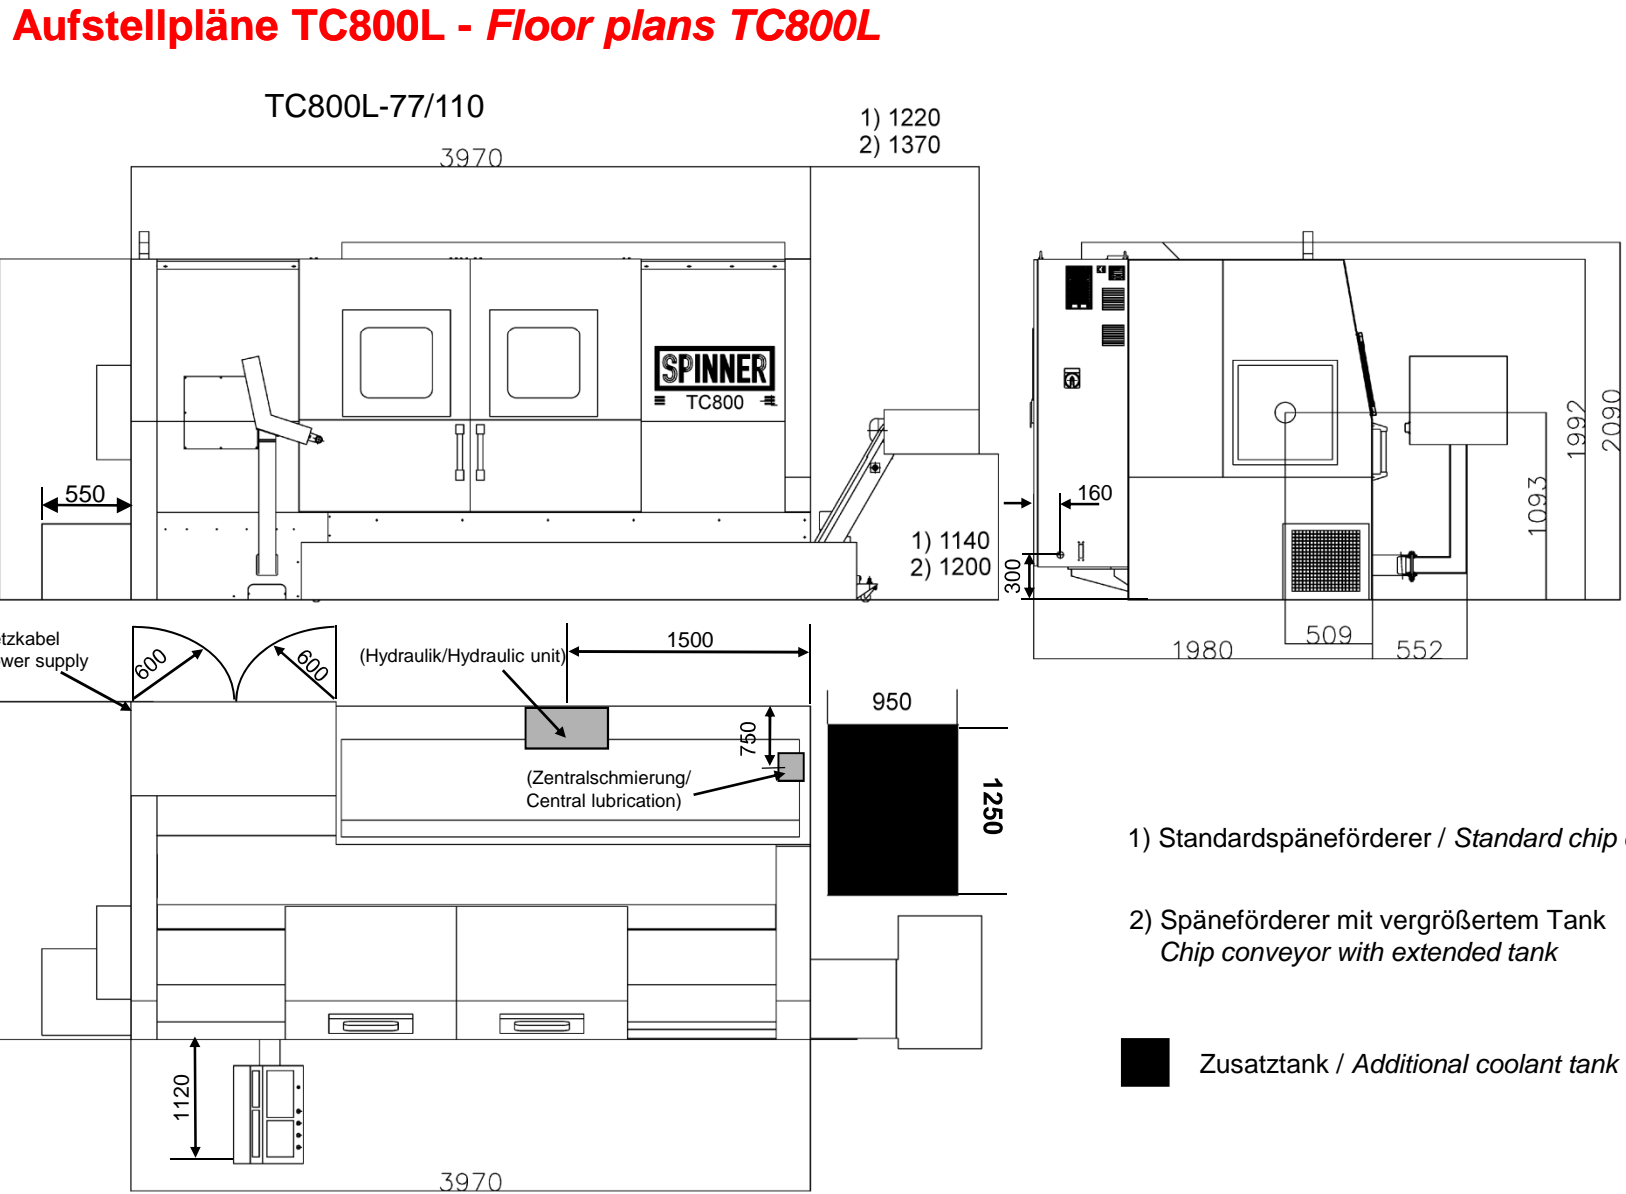 Aufstellpläne TC800L - Floor plans TC800L
TC800L-77/110
1) 1220
2) 1370
3970
SPINNER
TC800
550
1) 1140
2) 1200
160
300
1093
1992
2090
1980
509
552
wer supply
600
600
(Hydraulik/Hydraulic unit)
1500
750
(Zentralschmierung/
Central lubrication)
950
1250
1) Standardspäneförderer / Standard chip
2) Späneförderer mit vergrößertem Tank
Chip conveyor with extended tank
Zusatztank / Additional coolant tank
1120
3970